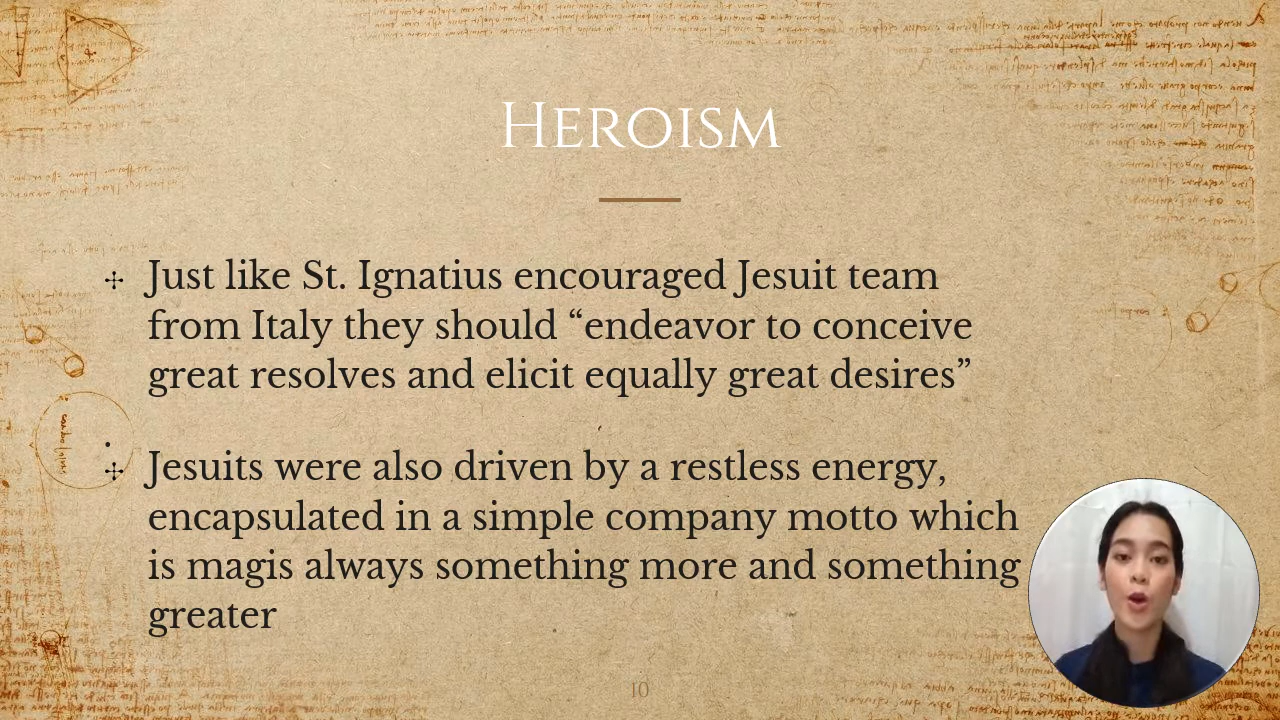 Heroism
Just like St. Ignatius encouraged Jesuit team
from Italy they should “endeavor to conceive
great resolves and elicit equally great desires”
Jesuits were also driven by a restless energy,
encapsulated in a simple company motto which
is magis always something more and something
greater
10